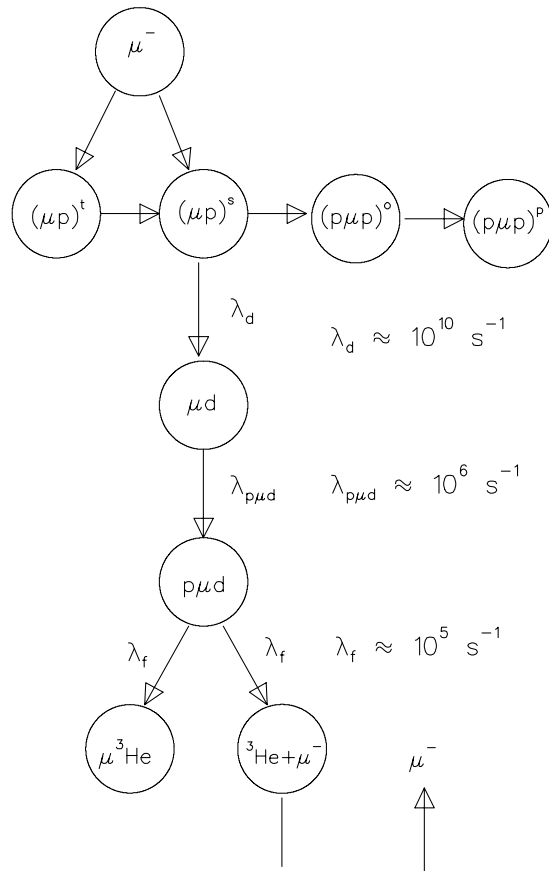 μ⁻
(μp)ᵗ (μp)ˢ (pμp)ᵒ (pμp)ᵖ
λ_d λ_d ≈ 10¹⁰ s⁻¹
μd
λ_pμd λ_pμd ≈ 10⁶ s⁻¹
pμd
λ_f λ_f λ_f ≈ 10⁵ s⁻¹
μ³He ³He+μ⁻ μ⁻